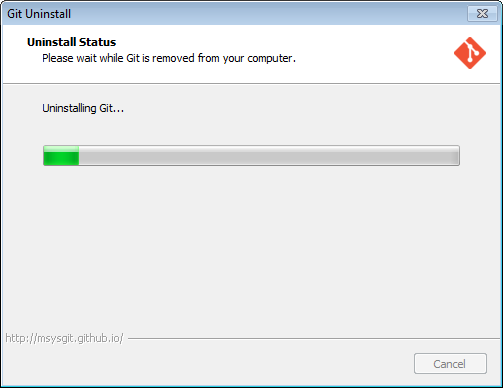 Git Uninstall
Uninstall Status
Please wait while Git is removed from your computer.
Uninstalling Git...
http://msysgit.github.io/
Cancel